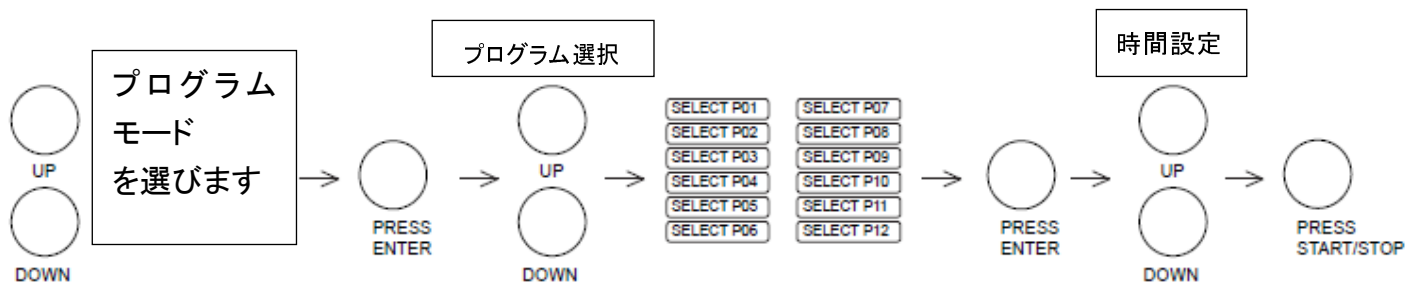 UP
DOWN
プログラム
モード
を選びます
PRESS
ENTER
プログラム選択
UP
DOWN
SELECT P01
SELECT P02
SELECT P03
SELECT P04
SELECT P05
SELECT P06
SELECT P07
SELECT P08
SELECT P09
SELECT P10
SELECT P11
SELECT P12
PRESS
ENTER
時間設定
UP
DOWN
PRESS
START/STOP